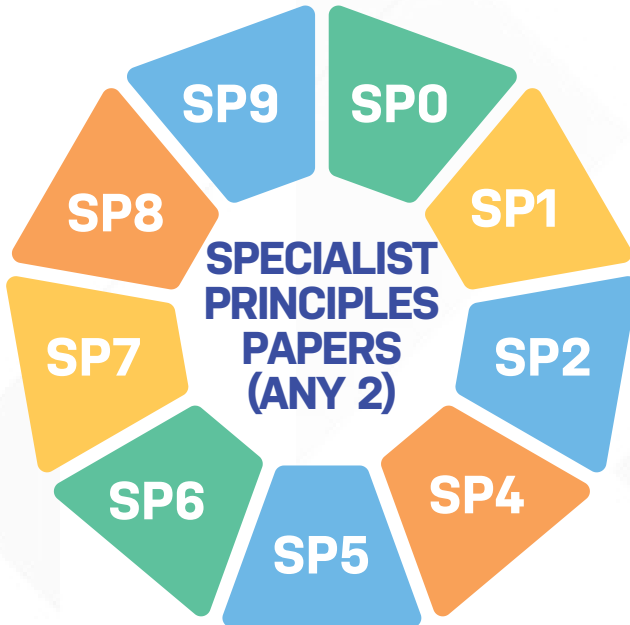 SP9
SP0
SP8
SP1
SPECIALIST
PRINCIPLES
PAPERS
(ANY 2)
SP7
SP2
SP6
SP4
SP5